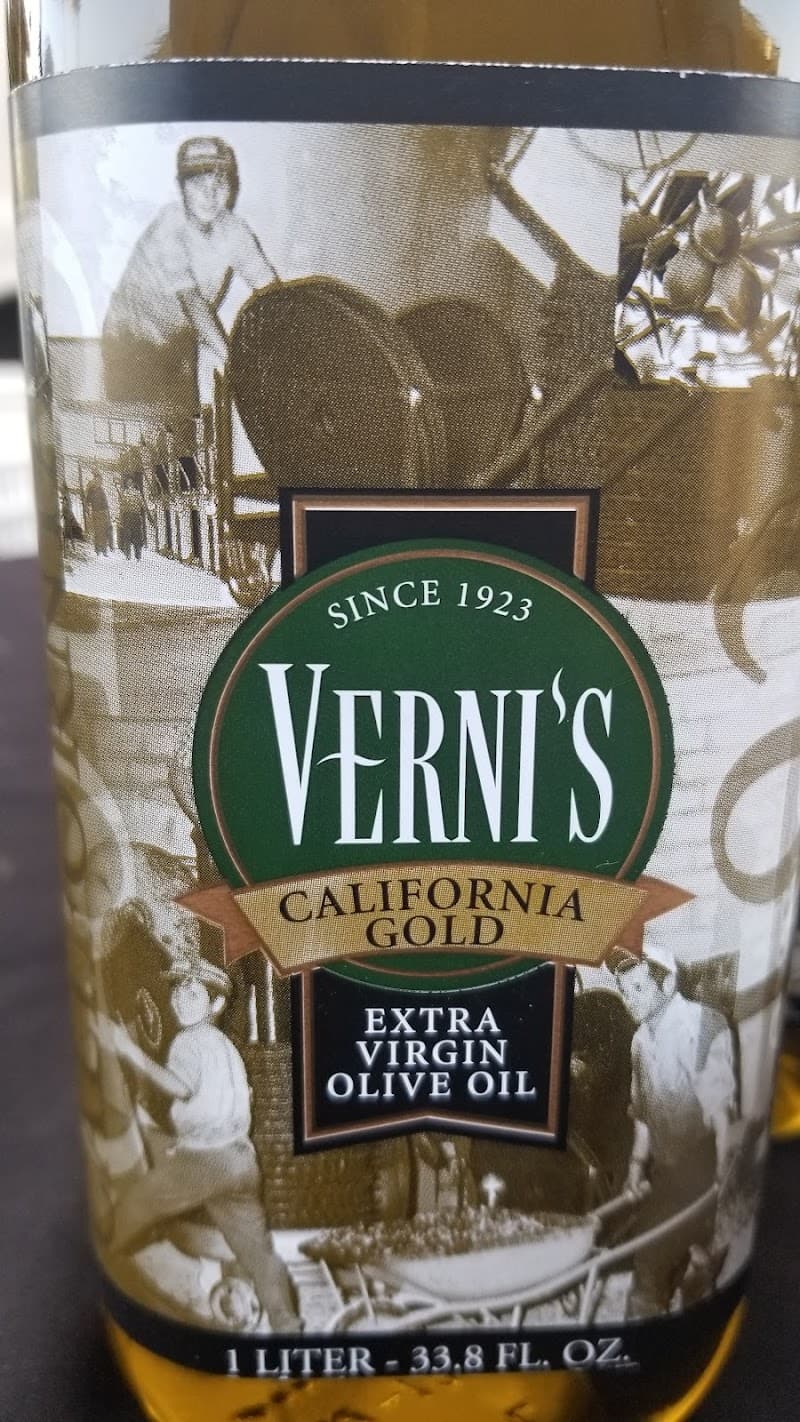 SINCE 1923
VERNI'S
CALIFORNIA
GOLD
EXTRA
VIRGIN
OLIVE OIL
1 LITER - 33.8 FL. OZ.